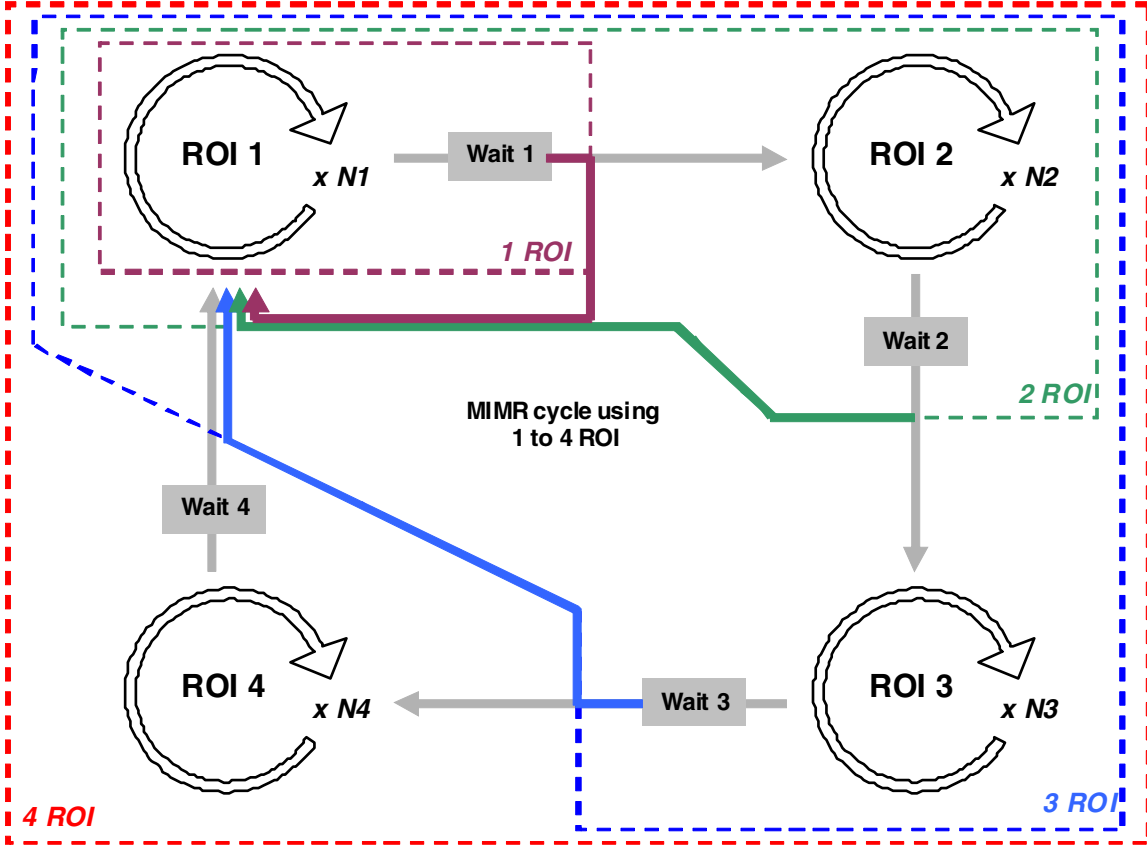 ROI 1
x N1
Wait 1
ROI 2
x N2
1 ROI
Wait 2
2 ROI
MIMR cycle using
1 to 4 ROI
Wait 4
ROI 4
x N4
Wait 3
ROI 3
x N3
4 ROI
3 ROI